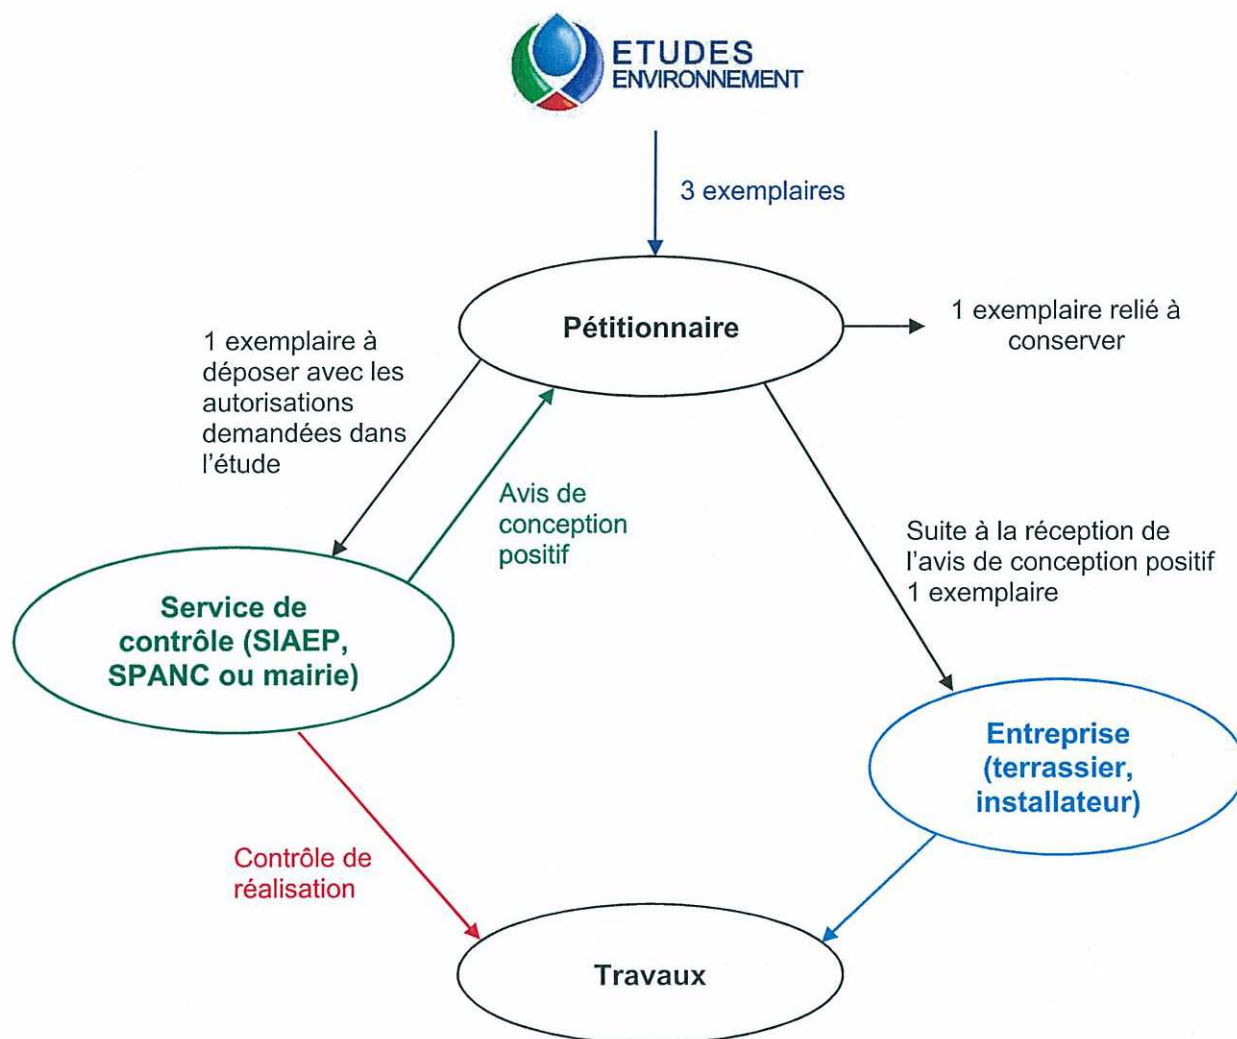 ETUDES
ENVIRONNEMENT
3 exemplaires
Pétitionnaire
1 exemplaire relié à
conserver
1 exemplaire à
déposer avec les
autorisations
demandées dans
l'étude
Avis de
conception
positif
Suite à la réception de
l'avis de conception positif
1 exemplaire
Service de
contrôle (SIAEP,
SPANC ou mairie)
Entreprise
(terrassier,
installateur)
Contrôle de
réalisation
Travaux